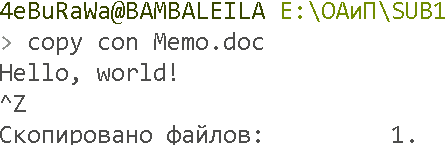 4eBuRaWa@BAMBALEILA E:\ОАиП\SUB1
> copy con Memo.doc
Hello, world!
^Z
Скопировано файлов:         1.